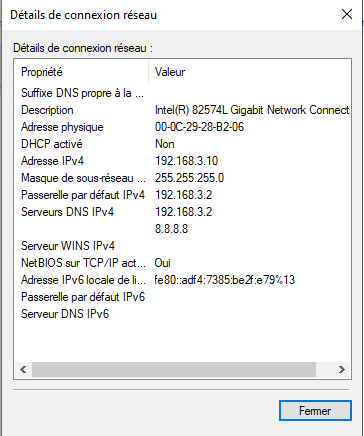 Détails de connexion réseau
Détails de connexion réseau :
Propriété Valeur
Suffixe DNS propre à la ...
Description Intel(R) 82574L Gigabit Network Connect
Adresse physique 00-0C-29-28-B2-06
DHCP activé Non
Adresse IPv4 192.168.3.10
Masque de sous-réseau ... 255.255.255.0
Passerelle par défaut IPv4 192.168.3.2
Serveurs DNS IPv4 192.168.3.2
8.8.8.8
Serveur WINS IPv4
NetBIOS sur TCP/IP act... Oui
Adresse IPv6 locale de li... fe80::adf4:7385:be2f:e79%13
Passerelle par défaut IPv6
Serveur DNS IPv6
Fermer